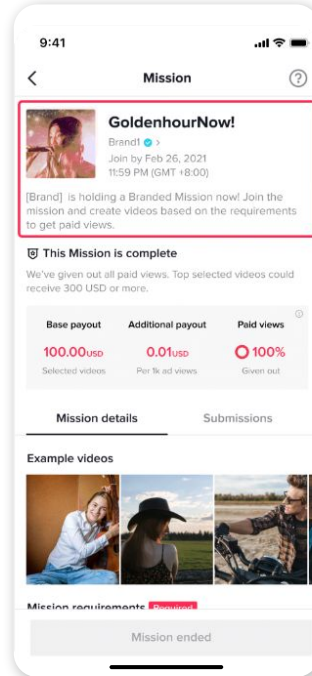 9:41
Mission
?
GoldenhourNow!
Brand1 >
Join by Feb 26, 2021
11:59 PM (GMT +8:00)
[Brand] is holding a Branded Mission now! Join the
mission and create videos based on the requirements
to get paid views.
This Mission is complete
We've given out all paid views. Top selected videos could
receive 300 USD or more.
Base payout Additional payout Paid views
100.00USD 0.01USD 100%
Selected videos Per 1k ad views Given out
Mission details Submissions
Example videos
Mission requirements Required
Mission ended